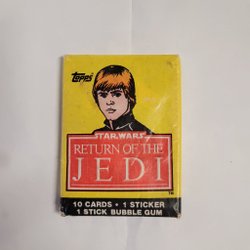 Topps
STAR WARS
RETURN OF THE
JEDI
TM
10 CARDS • 1 STICKER
1 STICK BUBBLE GUM